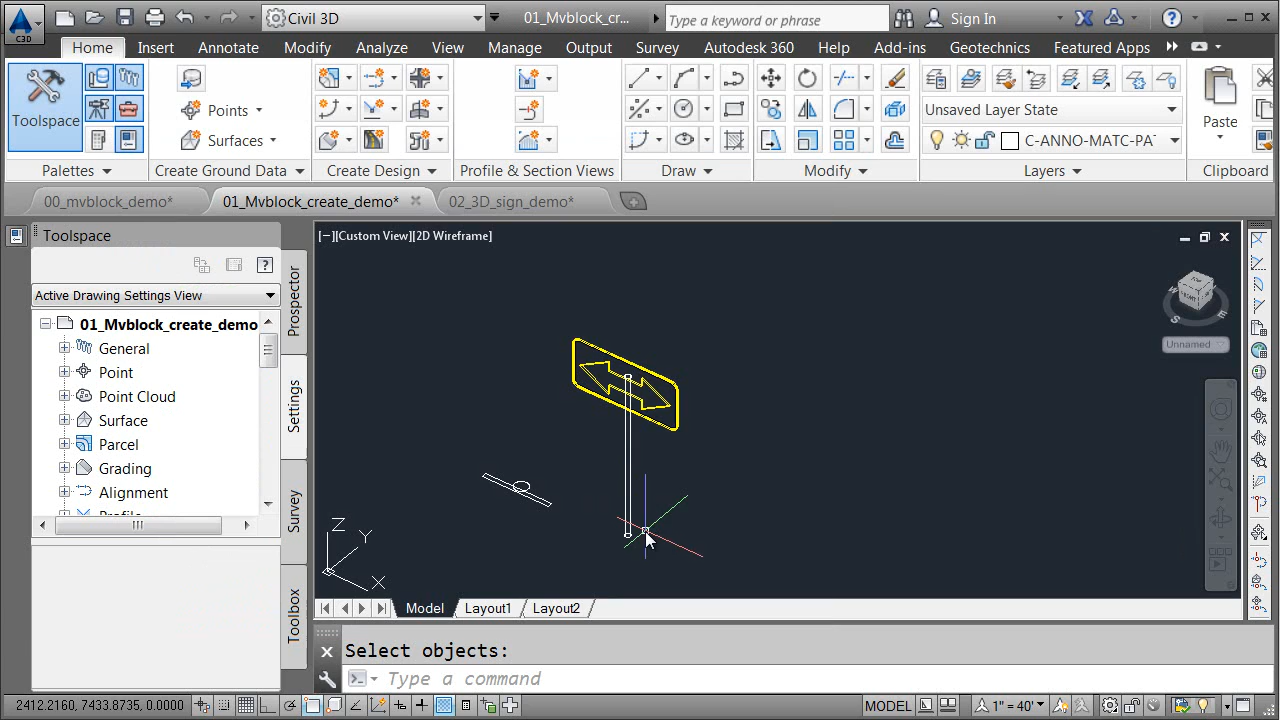 Civil 3D
01_Mvblock_cr...
Type a keyword or phrase
Sign In
C3D
Home
Insert
Annotate
Modify
Analyze
View
Manage
Output
Survey
Autodesk 360
Help
Add-ins
Geotechnics
Featured Apps
Toolspace
Points
Surfaces
Unsaved Layer State
C-ANNO-MATC-PA
Paste
Palettes
Create Ground Data
Create Design
Profile & Section Views
Draw
Modify
Layers
Clipboard
00_mvblock_demo*
01_Mvblock_create_demo*
02_3D_sign_demo*
Toolspace
Active Drawing Settings View
01_Mvblock_create_demo
General
Point
Point Cloud
Surface
Parcel
Grading
Alignment
Profile
Prospector
Settings
Survey
Toolbox
[−][Custom View][2D Wireframe]
TOP
FRONT
W
S
E
Unnamed
Z
Y
X
Model
Layout1
Layout2
Select objects:
Type a command
2412.2160, 7433.8735, 0.0000
MODEL
1" = 40'